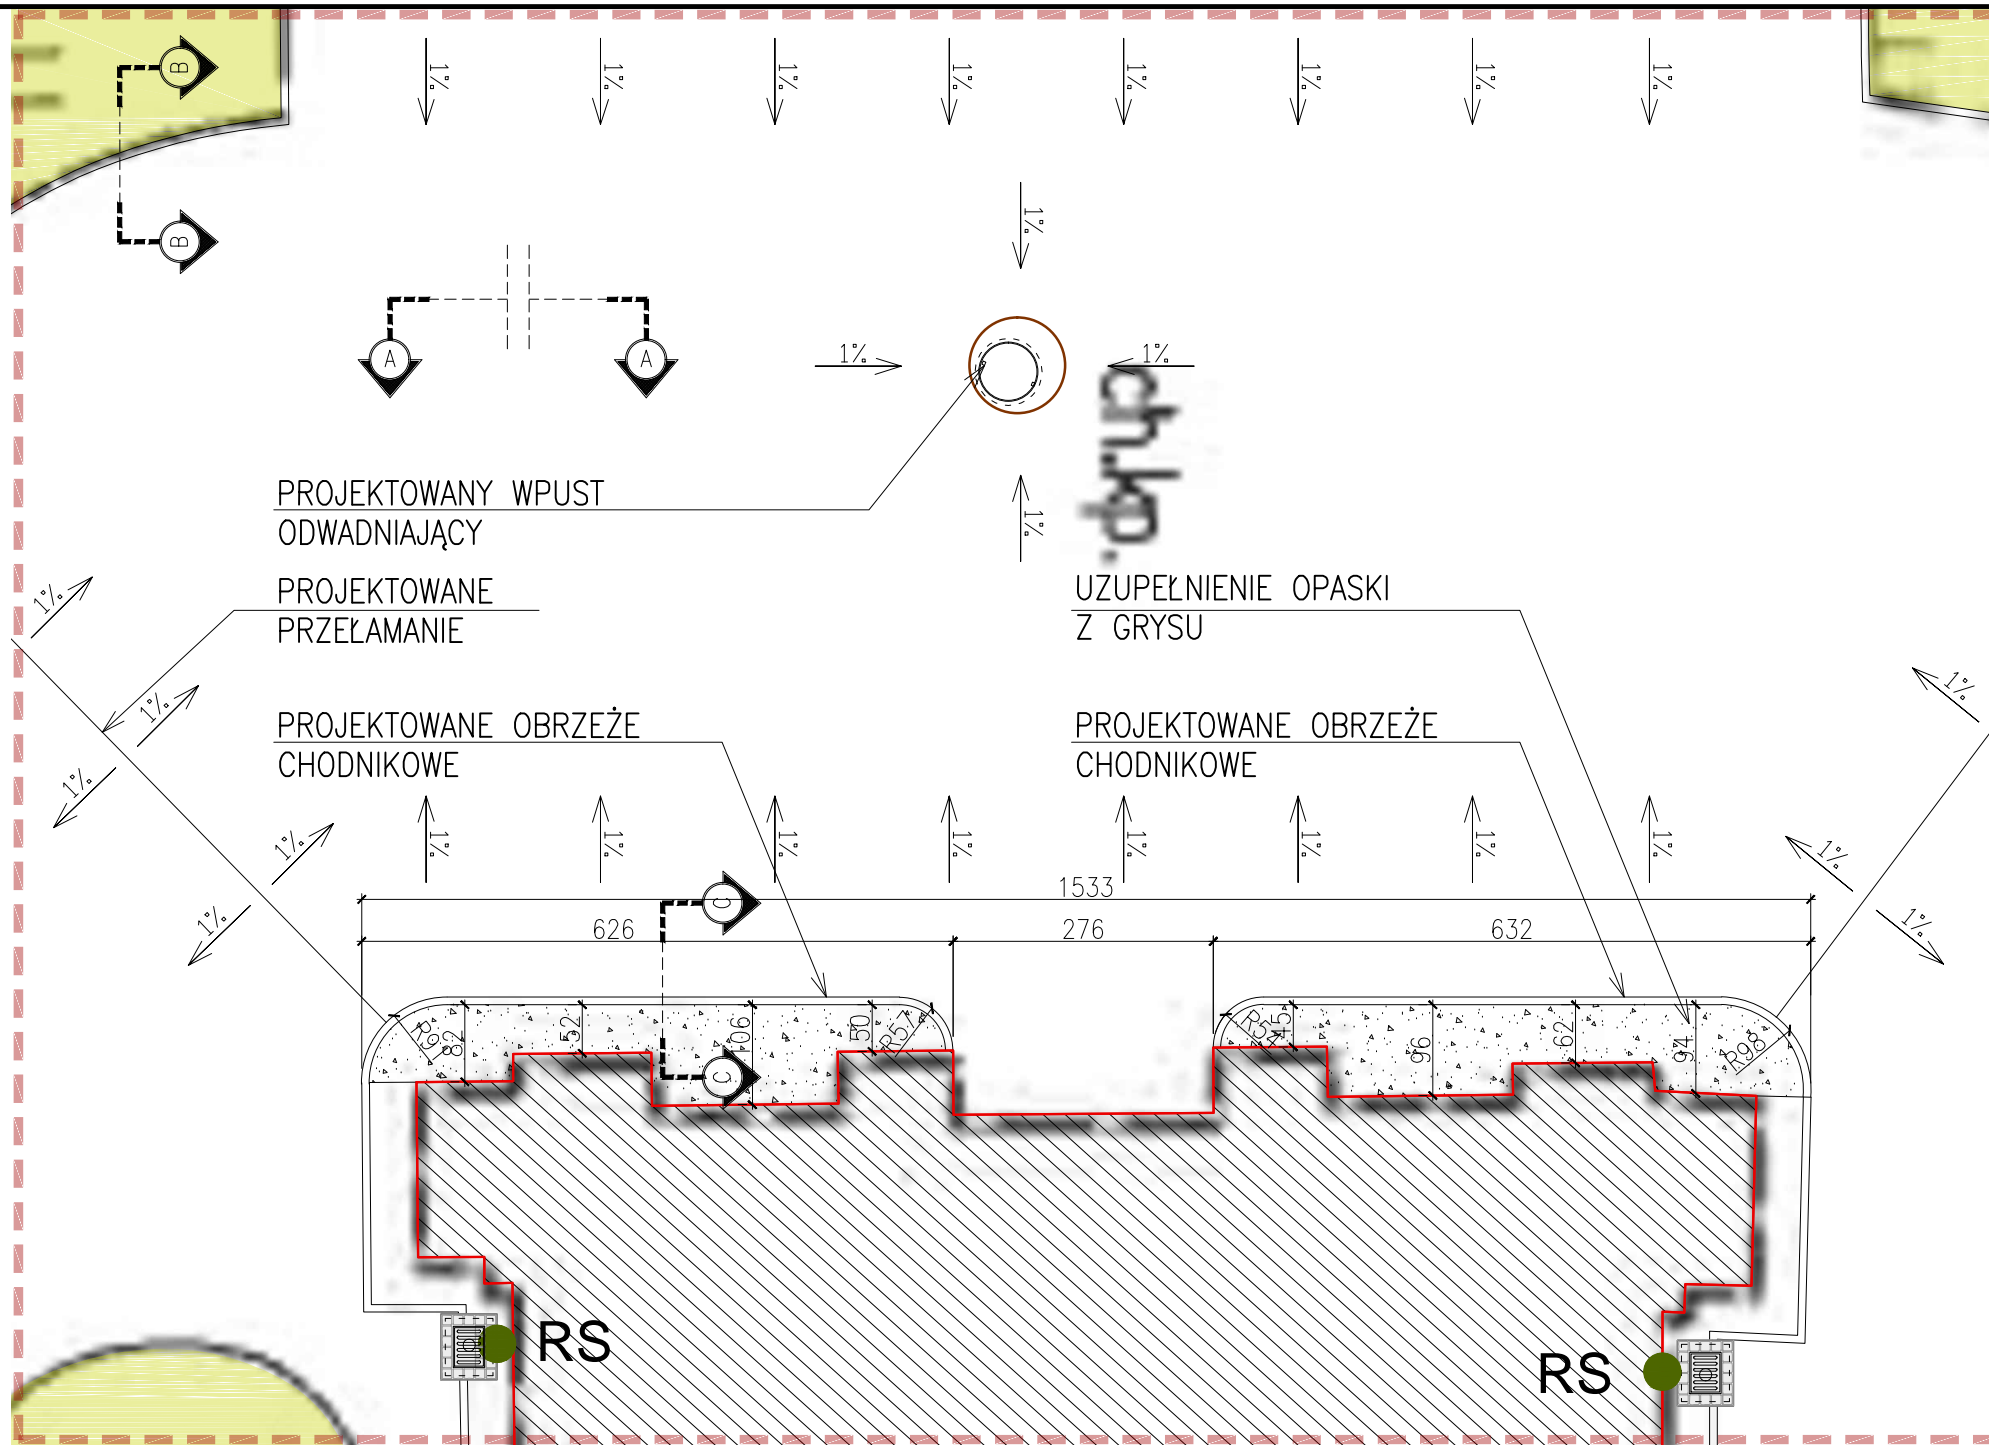 B
1% 1% 1% 1% 1% 1% 1% 1%
B
1%
A A
1% 1%
ch.kp.
PROJEKTOWANY WPUST
ODWADNIAJĄCY
1%
PROJEKTOWANE
PRZEŁAMANIE
UZUPEŁNIENIE OPASKI
Z GRYSU
1%
1%
1%
1%
PROJEKTOWANE OBRZEŻE
CHODNIKOWE
PROJEKTOWANE OBRZEŻE
CHODNIKOWE
1%
1% 1% 1% 1% 1% 1% 1% 1%
1%
1%
1%
1533
C
626 276 632
R91 82 52 106 50 R57
R54 45 96 62 94 R98
C
RS
RS